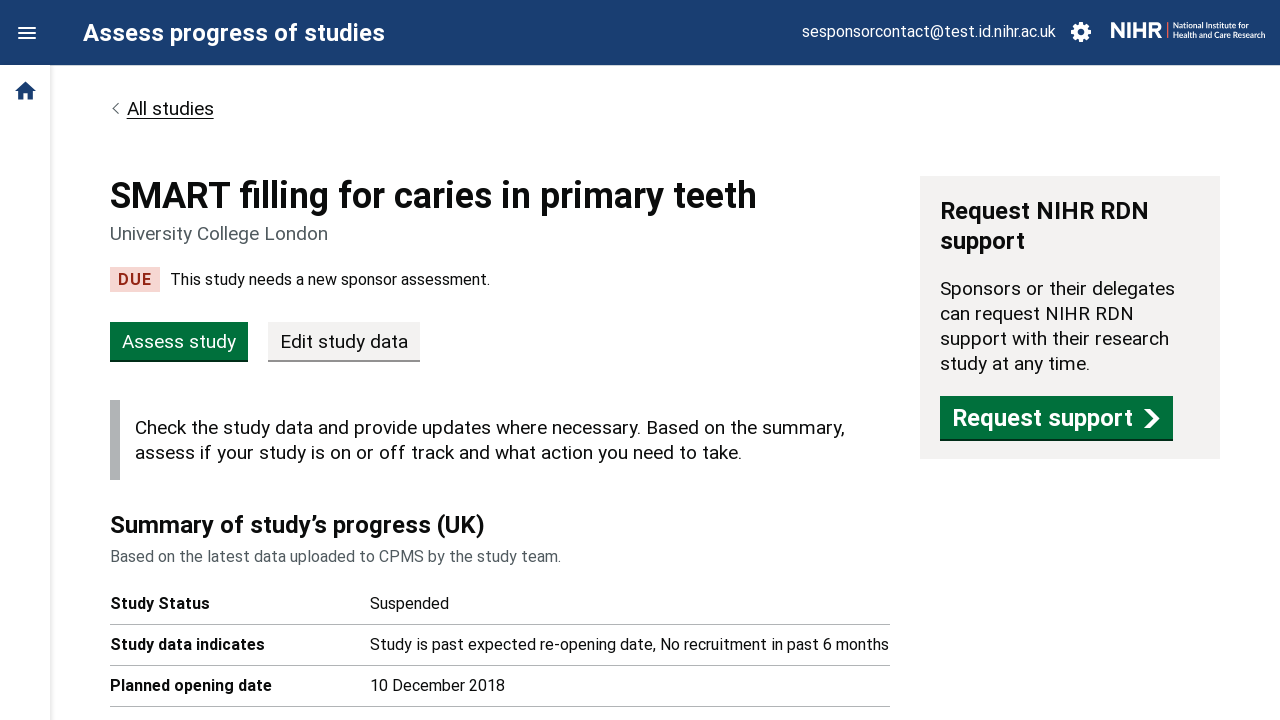 Assess progress of studies
sesponsorcontact@test.id.nihr.ac.uk
NIHR
National Institute for
Health and Care Research
All studies
SMART filling for caries in primary teeth
University College London
DUE
This study needs a new sponsor assessment.
Assess study
Edit study data
Check the study data and provide updates where necessary. Based on the summary,
assess if your study is on or off track and what action you need to take.
Summary of study’s progress (UK)
Based on the latest data uploaded to CPMS by the study team.
Study Status
Suspended
Study data indicates
Study is past expected re-opening date, No recruitment in past 6 months
Planned opening date
10 December 2018
Request NIHR RDN
support
Sponsors or their delegates
can request NIHR RDN
support with their research
study at any time.
Request support